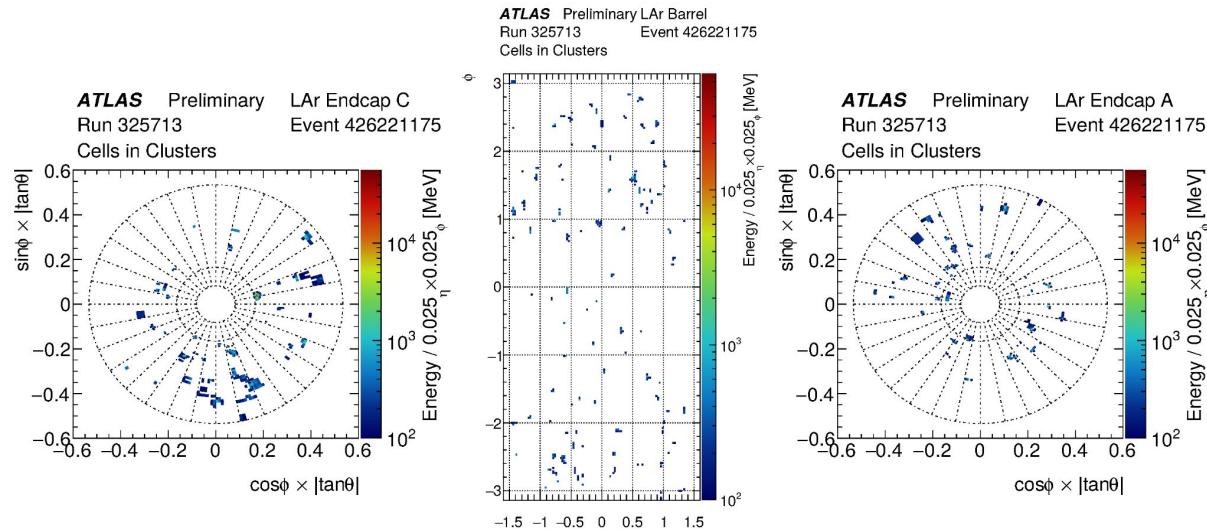 ATLAS Preliminary LAr Endcap C
Run 325713 Event 426221175
Cells in Clusters
sinϕ × |tanθ|
0.6
0.4
0.2
0
−0.2
−0.4
−0.6
−0.6 −0.4 −0.2 0 0.2 0.4 0.6
cosϕ × |tanθ|
10⁴
10³
10²
Energy / 0.025η×0.025ϕ [MeV]
ATLAS Preliminary LAr Barrel
Run 325713 Event 426221175
Cells in Clusters
ϕ
3
2
1
0
−1
−2
−3
−1.5 −1 −0.5 0 0.5 1 1.5
10⁴
10³
10²
Energy / 0.025η×0.025ϕ [MeV]
ATLAS Preliminary LAr Endcap A
Run 325713 Event 426221175
Cells in Clusters
sinϕ × |tanθ|
0.6
0.4
0.2
0
−0.2
−0.4
−0.6
−0.6 −0.4 −0.2 0 0.2 0.4 0.6
cosϕ × |tanθ|
10⁴
10³
10²
Energy / 0.025η×0.025ϕ [MeV]